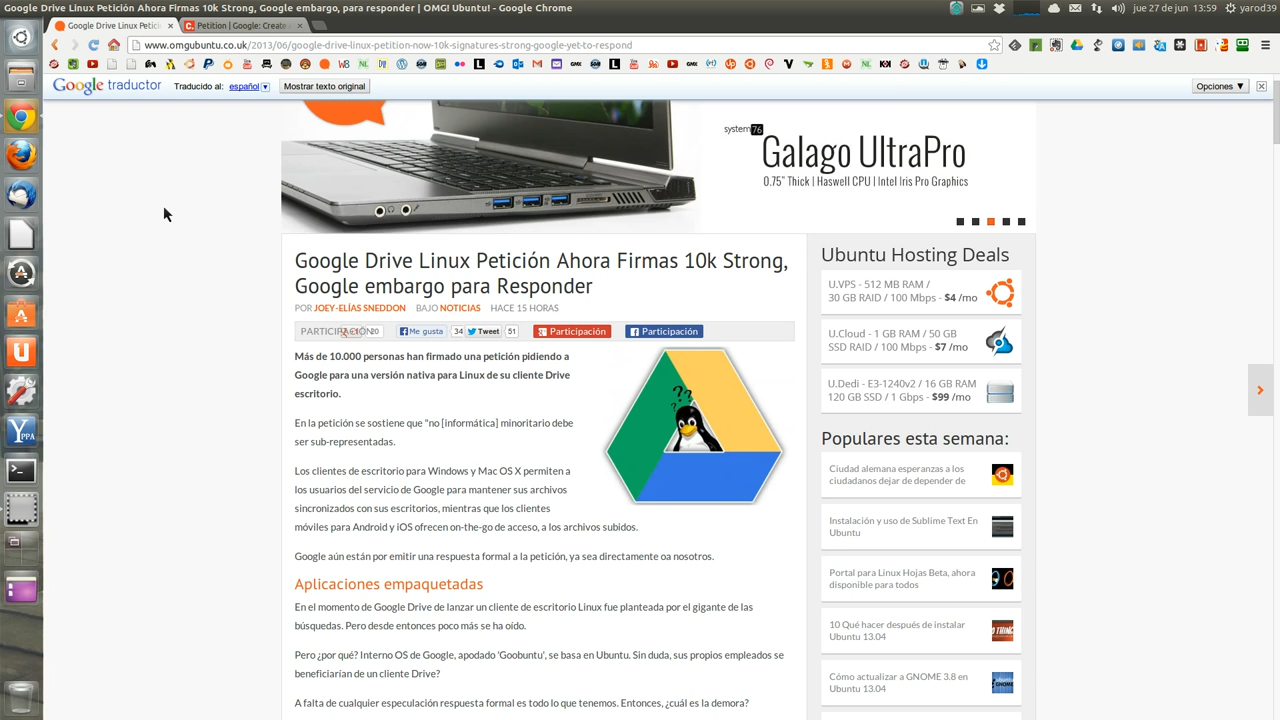 Google Drive Linux Petición Ahora Firmas 10k Strong, Google embargo, para responder | OMG! Ubuntu! - Google Chrome
jue 27 de jun 13:59 yarod39
Google Drive Linux Petici
Petition | Google: Create
www.omgubuntu.co.uk/2013/06/google-drive-linux-petition-now-10k-signatures-strong-google-yet-to-respond
Google traductor
Traducido al: español
Mostrar texto original
Opciones ▼
system76
Galago UltraPro
0.75" Thick | Haswell CPU | Intel Iris Pro Graphics
Google Drive Linux Petición Ahora Firmas 10k Strong,
Google embargo para Responder
POR JOEY-ELÍAS SNEDDON BAJO NOTICIAS HACE 15 HORAS
PARTICIPACIÓN 20 Me gusta 34 Tweet 51 Participación Participación
Más de 10.000 personas han firmado una petición pidiendo a
Google para una versión nativa para Linux de su cliente Drive
escritorio.
En la petición se sostiene que "no [informática] minoritario debe
ser sub-representadas.
Los clientes de escritorio para Windows y Mac OS X permiten a
los usuarios del servicio de Google para mantener sus archivos
sincronizados con sus escritorios, mientras que los clientes
móviles para Android y iOS ofrecen on-the-go de acceso, a los archivos subidos.
Google aún están por emitir una respuesta formal a la petición, ya sea directamente oa nosotros.
Aplicaciones empaquetadas
En el momento de Google Drive de lanzar un cliente de escritorio Linux fue planteada por el gigante de las
búsquedas. Pero desde entonces poco más se ha oído.
Pero ¿por qué? Interno OS de Google, apodado 'Goobuntu', se basa en Ubuntu. Sin duda, sus propios empleados se
beneficiarían de un cliente Drive?
A falta de cualquier especulación respuesta formal es todo lo que tenemos. Entonces, ¿cuál es la demora?
Ubuntu Hosting Deals
U.VPS - 512 MB RAM /
30 GB RAID / 100 Mbps - $4 /mo
U.Cloud - 1 GB RAM / 50 GB
SSD RAID / 100 Mbps - $7 /mo
U.Dedi - E3-1240v2 / 16 GB RAM
120 GB SSD / 1 Gbps - $99 /mo
Populares esta semana:
Ciudad alemana esperanzas a los
ciudadanos dejar de depender de
Instalación y uso de Sublime Text En
Ubuntu
Portal para Linux Hojas Beta, ahora
disponible para todos
10 Qué hacer después de instalar
Ubuntu 13.04
Cómo actualizar a GNOME 3.8 en
Ubuntu 13.04